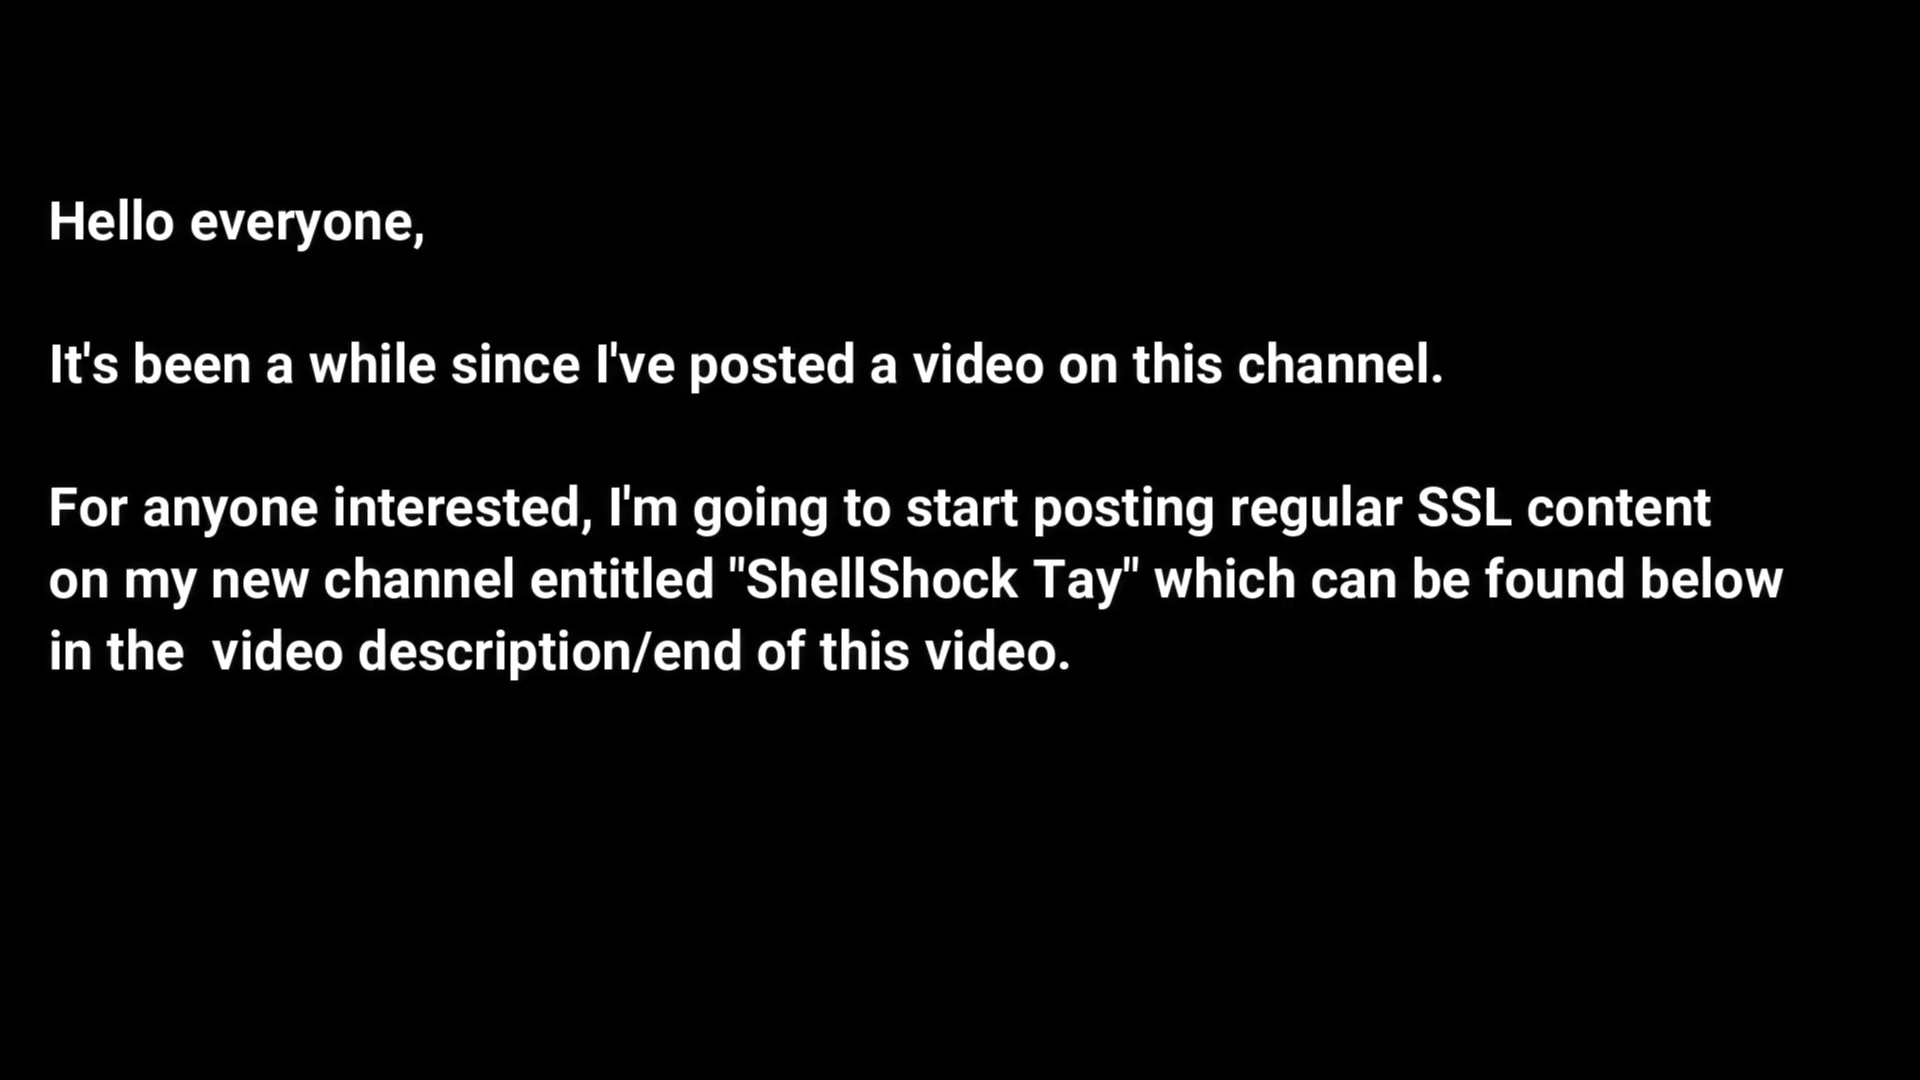 Hello everyone,
It's been a while since I've posted a video on this channel.
For anyone interested, I'm going to start posting regular SSL content
on my new channel entitled "ShellShock Tay" which can be found below
in the  video description/end of this video.